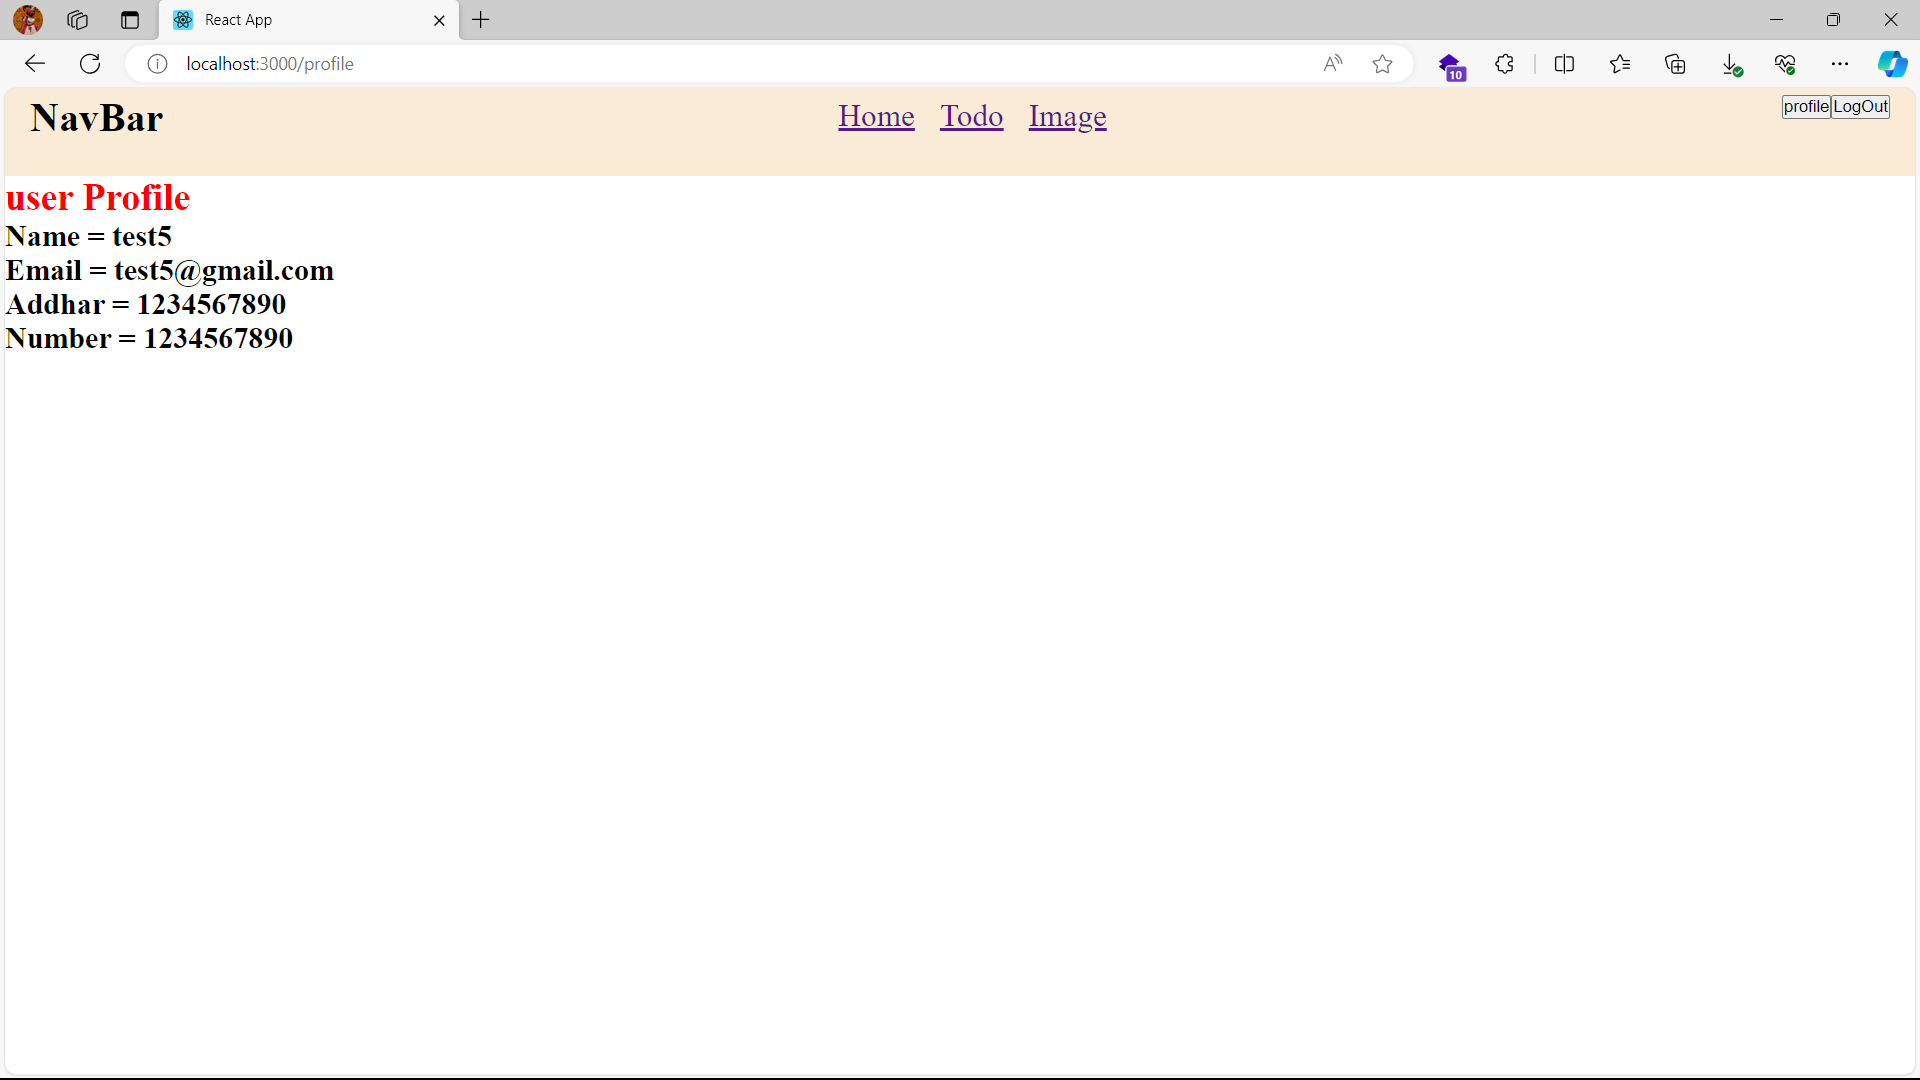 React App
localhost:3000/profile
10
NavBar
Home Todo Image
profile LogOut
user Profile
Name = test5
Email = test5@gmail.com
Addhar = 1234567890
Number = 1234567890